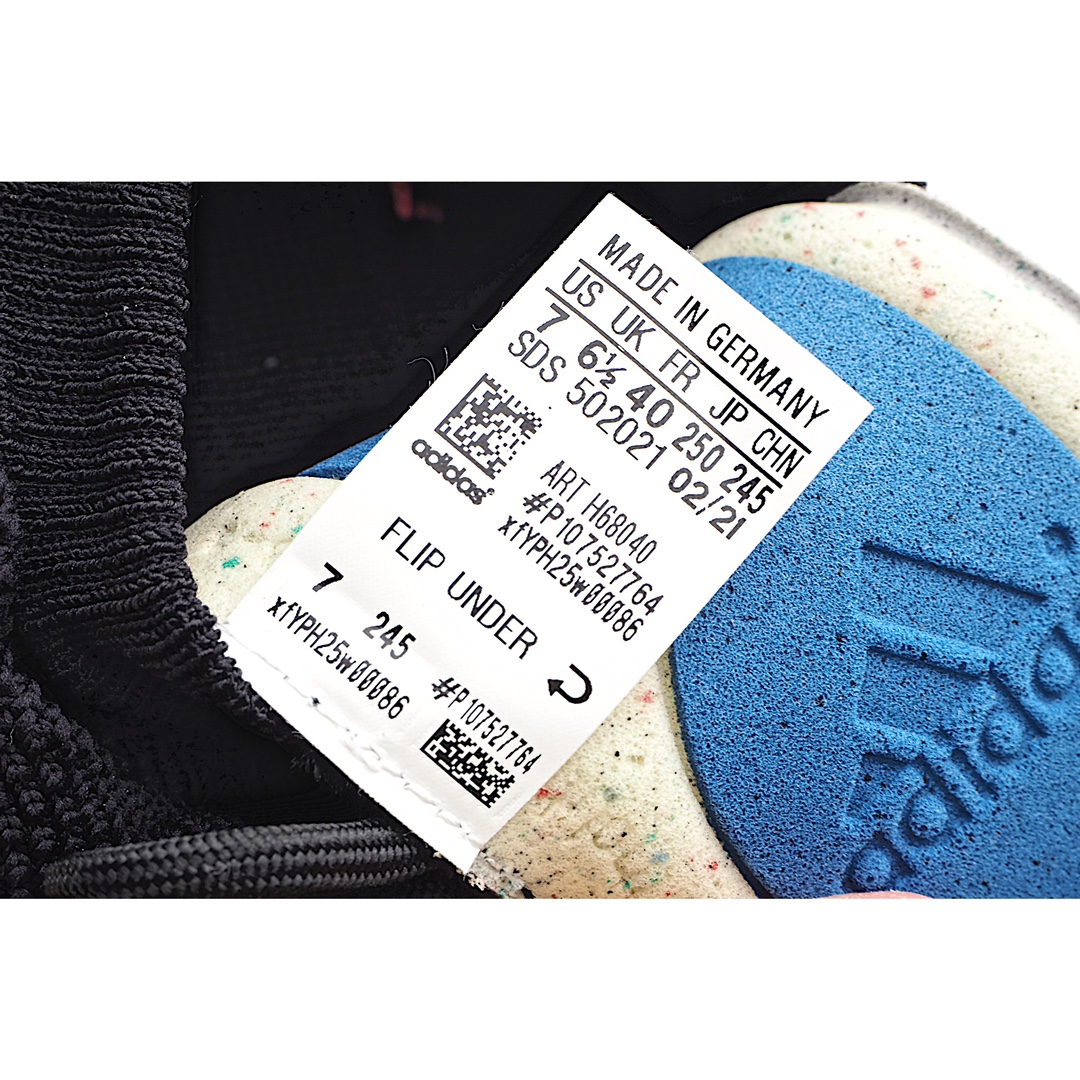 MADE IN GERMANY
US UK FR JP CHN
7 6½ 40 250 245
SDS 502021 02/21
adidas
ART H68040
#P107527764
xfYPH25w00086
FLIP UNDER
7 245
xfYPH25w00086
#P107527764
adidas